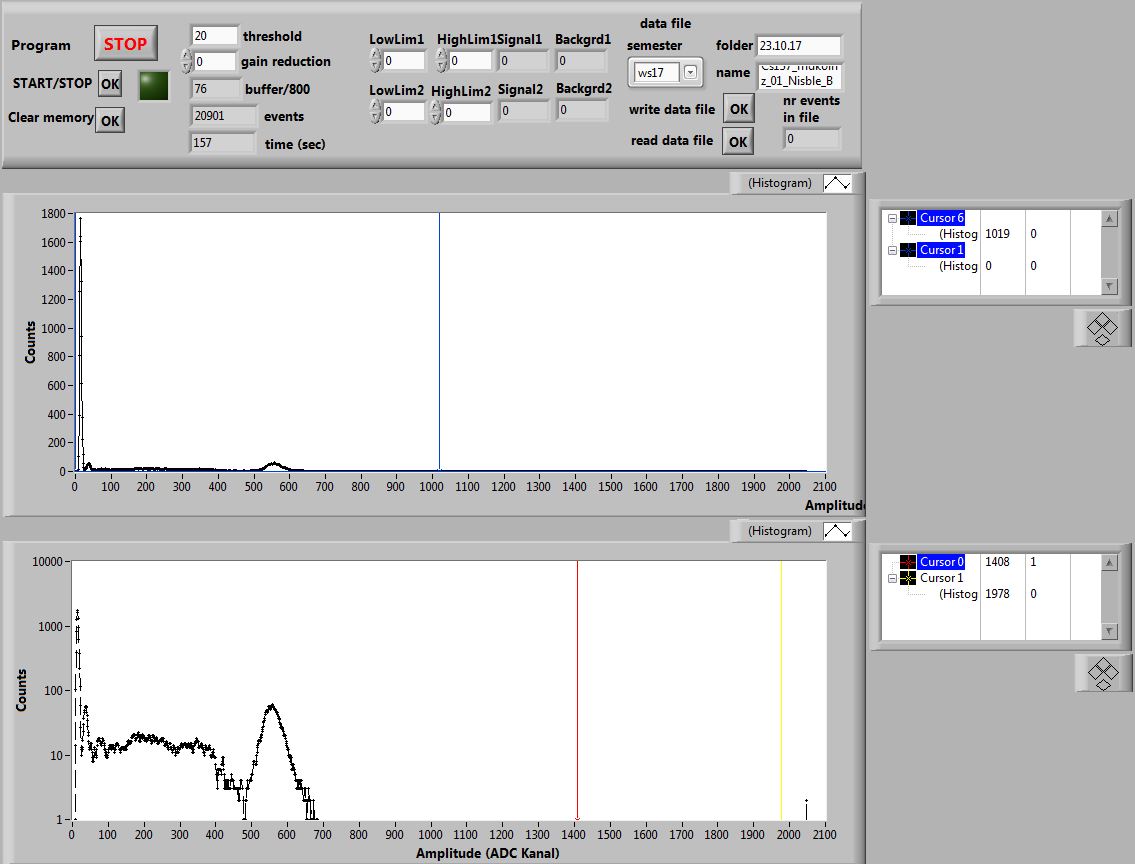 Program STOP
START/STOP OK
Clear memory OK
20 threshold
0 gain reduction
76 buffer/800
20901 events
157 time (sec)
LowLim1 HighLim1 Signal1 Backgrd1
0 0 0 0
LowLim2 HighLim2 Signal2 Backgrd2
0 0 0 0
data file
semester folder 23.10.17
ws17 name
z_01_Nisble_B
write data file OK nr events
in file
read data file OK 0
(Histogram)
1800
1600
1400
1200
1000
800
600
400
200
0
Counts
0 100 200 300 400 500 600 700 800 900 1000 1100 1200 1300 1400 1500 1600 1700 1800 1900 2000 2100
Amplitude
Cursor 6
(Histog 1019 0
Cursor 1
(Histog 0 0
(Histogram)
10000
1000
100
10
1
Counts
0 100 200 300 400 500 600 700 800 900 1000 1100 1200 1300 1400 1500 1600 1700 1800 1900 2000 2100
Amplitude (ADC Kanal)
Cursor 0 1408 1
Cursor 1
(Histog 1978 0